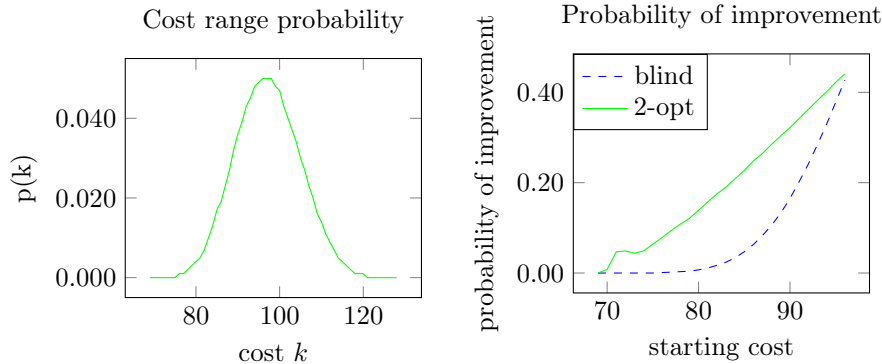 Cost range probability
p(k)
0.040
0.020
0.000
80 100 120
cost k
Probability of improvement
probability of improvement
blind
2-opt
0.40
0.20
0.00
70 80 90
starting cost